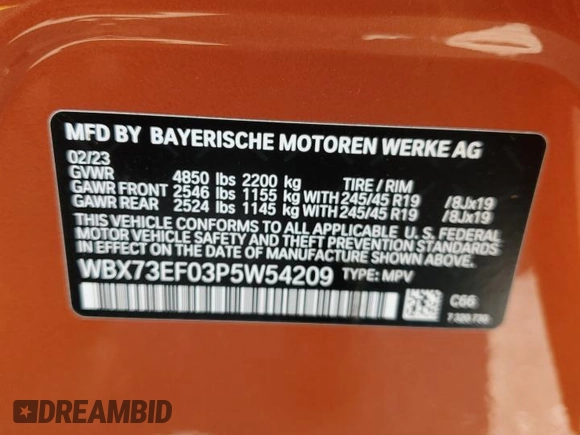 MFD BY BAYERISCHE MOTOREN WERKE AG
02/23
GVWR 4850 lbs 2200 kg TIRE / RIM
GAWR FRONT 2546 lbs 1155 kg WITH 245/45 R19 /8Jx19
GAWR REAR 2524 lbs 1145 kg WITH 245/45 R19 /8Jx19
THIS VEHICLE CONFORMS TO ALL APPLICABLE U. S. FEDERAL
MOTOR VEHICLE SAFETY AND THEFT PREVENTION
STANDARDS IN EFFECT ON THE DATE OF MANUFACTURE SHOWN ABOVE.
WBX73EF03P5W54209 TYPE: MPV
C66
DREAMBID